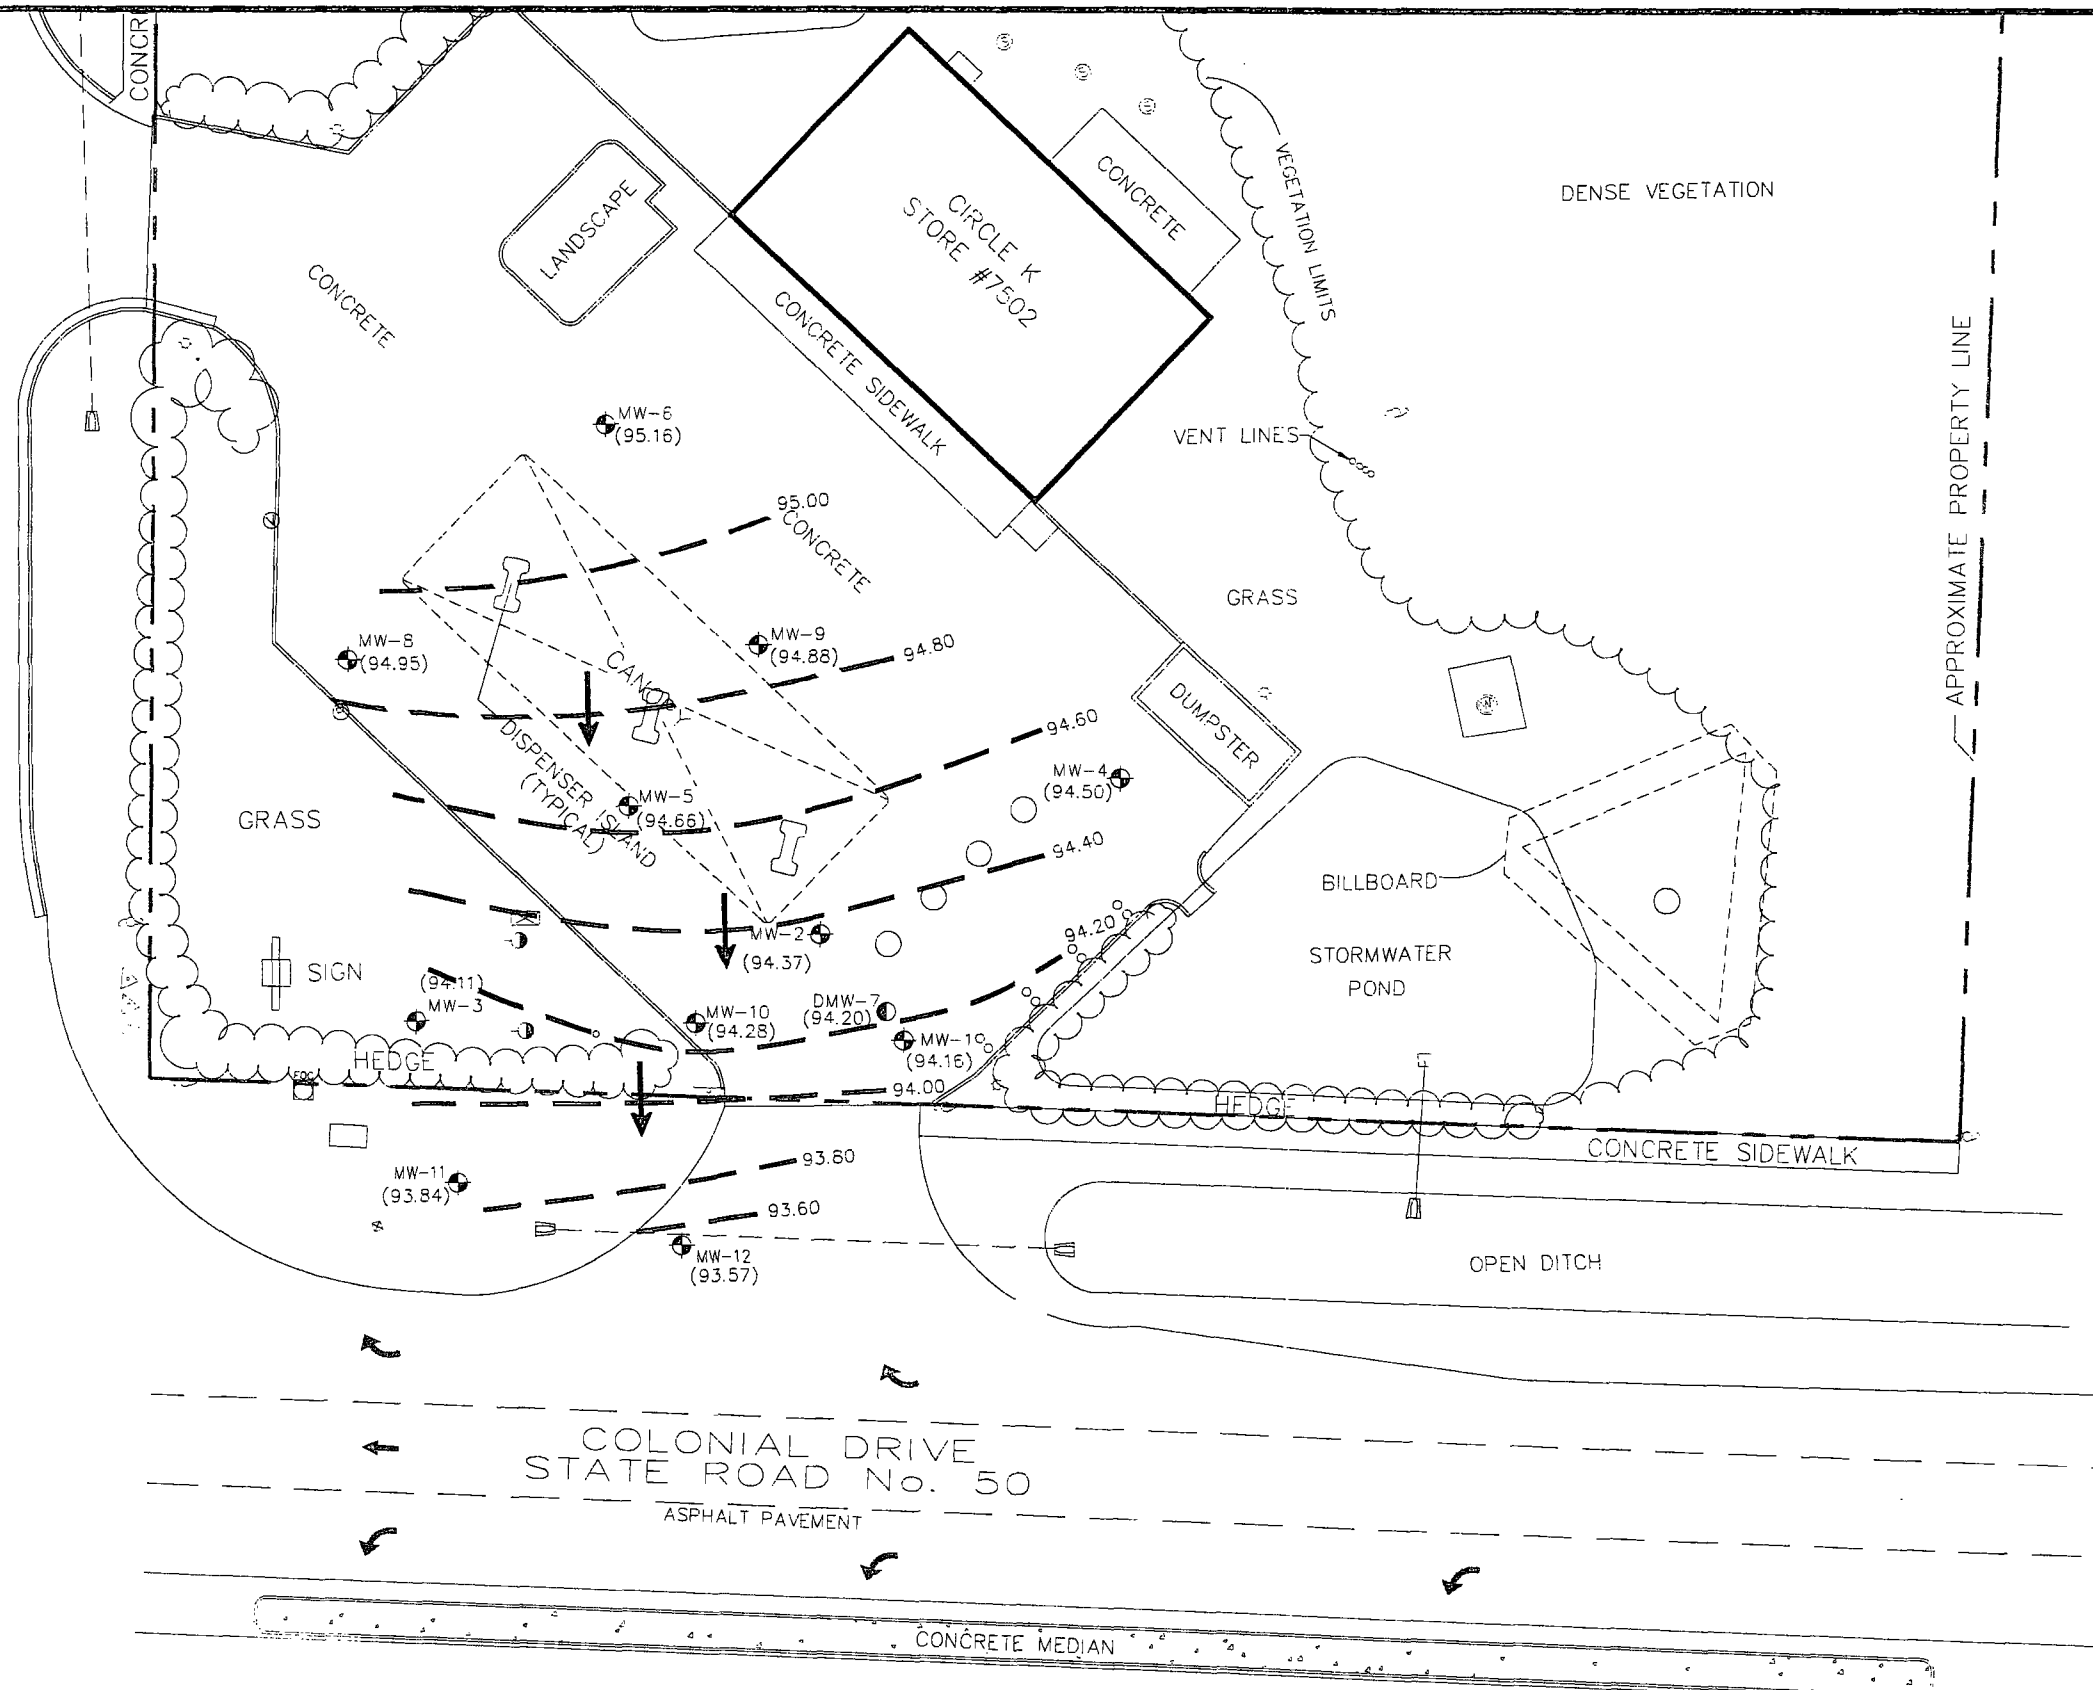 CONCR
LANDSCAPE
CONCRETE
CIRCLE K
STORE #7502
CONCRETE
VEGETATION LIMITS
DENSE VEGETATION
CONCRETE SIDEWALK
APPROXIMATE PROPERTY LINE
MW-6
(95.16)
VENT LINES
95.00
CONCRETE
GRASS
MW-8
(94.95)
MW-9
(94.88)
94.80
CANOPY
DUMPSTER
94.60
DISPENSER ISLAND
(TYPICAL)
MW-5
(94.66)
MW-4
(94.50)
GRASS
94.40
BILLBOARD
MW-2
(94.37)
94.20
STORMWATER
POND
SIGN
(94.11)
MW-3
MW-10
(94.28)
DMW-7
(94.20)
MW-1
(94.16)
HEDGE
EOC
94.00
HEDGE
CONCRETE SIDEWALK
MW-11
(93.84)
93.80
93.60
MW-12
(93.57)
OPEN DITCH
COLONIAL DRIVE
STATE ROAD No. 50
ASPHALT PAVEMENT
CONCRETE MEDIAN